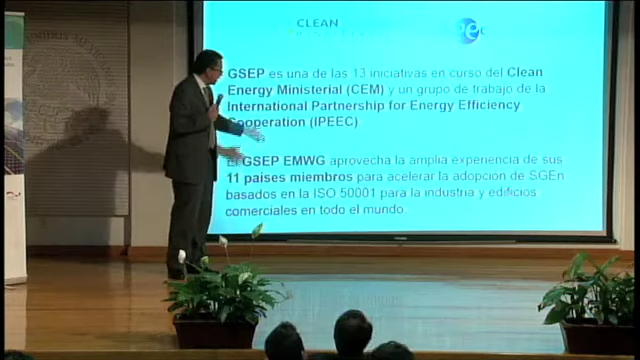 CLEAN
GSEP es una de las 13 iniciativas en curso del Clean
Energy Ministerial (CEM) y un grupo de trabajo de la
International Partnership for Energy Efficiency
Cooperation (IPEEC)
El GSEP EMWG aprovecha la amplia experiencia de sus
11 países miembros para acelerar la adopción de SGEn
basados en la ISO 50001 para la industria y edificios
comerciales en todo el mundo.